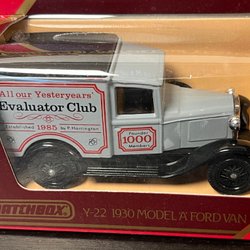 All our Yesteryears'
Evaluator Club
Established 1985 by P. Harrington
Founder
1000
Members
MATCHBOX
Y-22 1930 MODEL 'A' FORD VAN